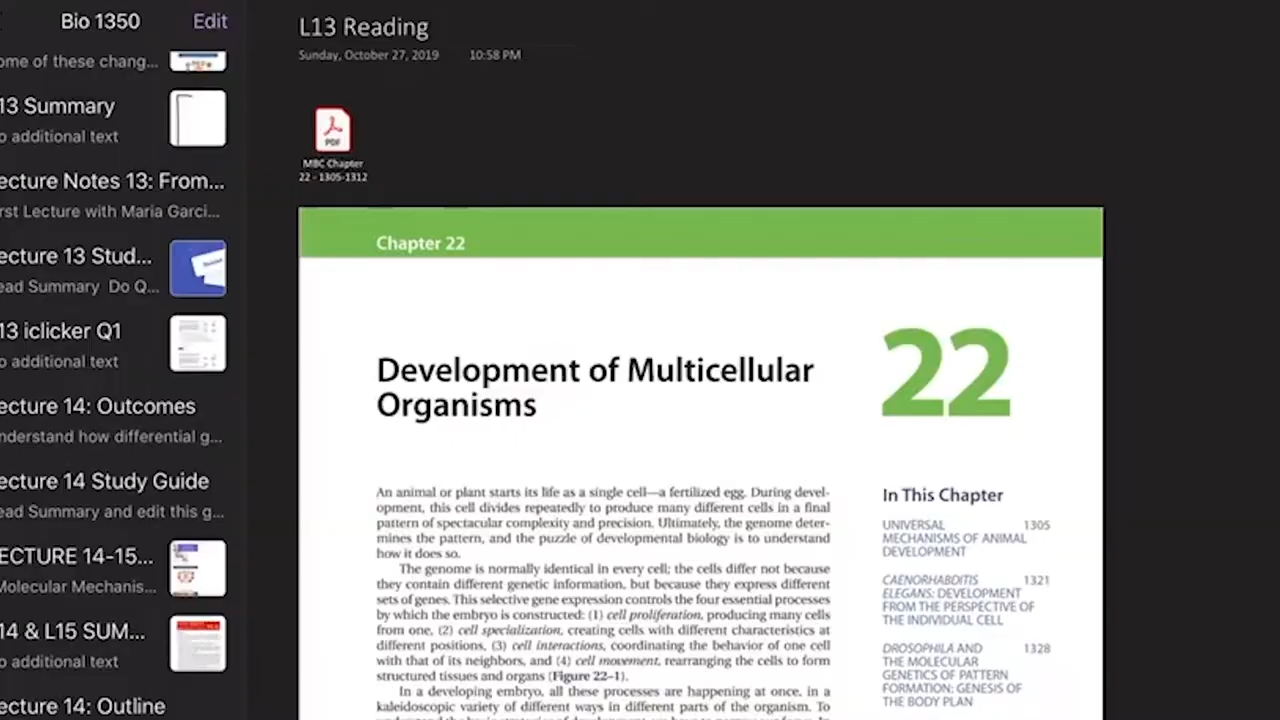 Bio 1350
Edit
ome of these chang...
13 Summary
o additional text
ecture Notes 13: From...
rst Lecture with Maria Garci...
ecture 13 Stud...
ead Summary Do Q...
13 iclicker Q1
o additional text
ecture 14: Outcomes
nderstand how differential g...
ecture 14 Study Guide
ead Summary and edit this g...
ECTURE 14-15...
Molecular Mechanis...
14 & L15 SUM...
o additional text
ecture 14: Outline
L13 Reading
Sunday, October 27, 2019 10:58 PM
PDF
MBC Chapter
22 - 1305-1312
Chapter 22
Development of Multicellular
Organisms
22
An animal or plant starts its life as a single cell—a fertilized egg. During devel-
opment, this cell divides repeatedly to produce many different cells in a final
pattern of spectacular complexity and precision. Ultimately, the genome deter-
mines the pattern, and the puzzle of developmental biology is to understand
how it does so.
The genome is normally identical in every cell; the cells differ not because
they contain different genetic information, but because they express different
sets of genes. This selective gene expression controls the four essential processes
by which the embryo is constructed: (1) cell proliferation, producing many cells
from one, (2) cell specialization, creating cells with different characteristics at
different positions, (3) cell interactions, coordinating the behavior of one cell
with that of its neighbors, and (4) cell movement, rearranging the cells to form
structured tissues and organs (Figure 22–1).
In a developing embryo, all these processes are happening at once, in a
kaleidoscopic variety of different ways in different parts of the organism. To
In This Chapter
UNIVERSAL 1305
MECHANISMS OF ANIMAL
DEVELOPMENT
CAENORHABDITIS 1321
ELEGANS: DEVELOPMENT
FROM THE PERSPECTIVE OF
THE INDIVIDUAL CELL
DROSOPHILA AND 1328
THE MOLECULAR
GENETICS OF PATTERN
FORMATION: GENESIS OF
THE BODY PLAN